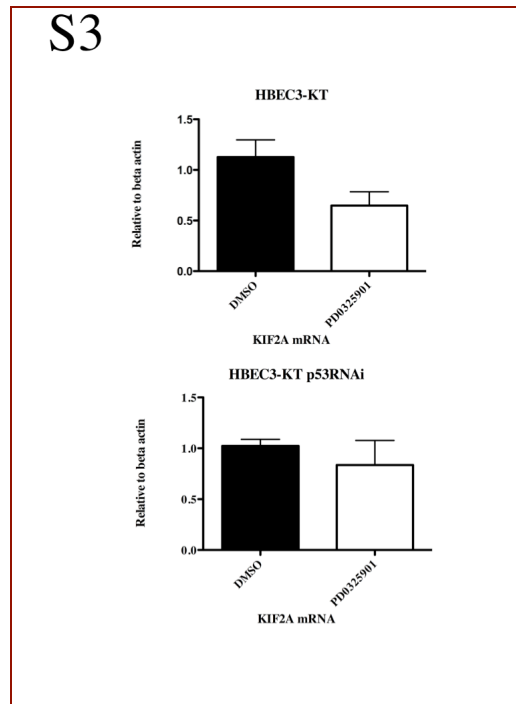 S3
HBEC3-KT
Relative to beta actin
1.5
1.0
0.5
0.0
DMSO
PD0325901
KIF2A mRNA
HBEC3-KT p53RNAi
Relative to beta actin
1.5
1.0
0.5
0.0
DMSO
PD0325901
KIF2A mRNA